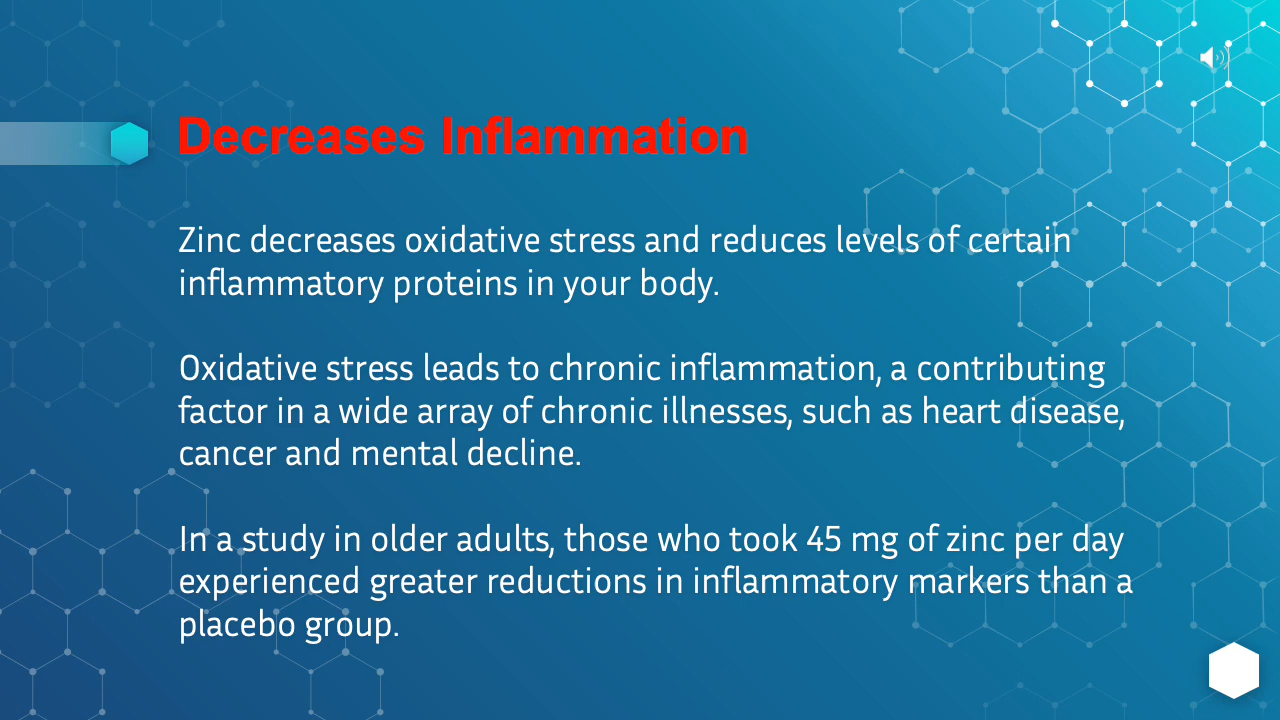 Decreases Inflammation
Zinc decreases oxidative stress and reduces levels of certain
inflammatory proteins in your body.
Oxidative stress leads to chronic inflammation, a contributing
factor in a wide array of chronic illnesses, such as heart disease,
cancer and mental decline.
In a study in older adults, those who took 45 mg of zinc per day
experienced greater reductions in inflammatory markers than a
placebo group.